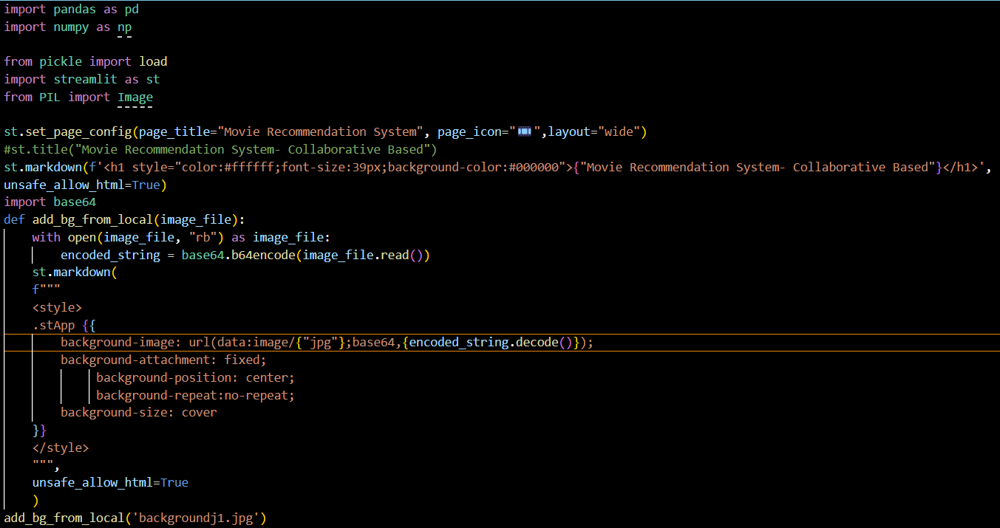 import pandas as pd
import numpy as np
from pickle import load
import streamlit as st
from PIL import Image
st.set_page_config(page_title="Movie Recommendation System", page_icon="🎞️",layout="wide")
#st.title("Movie Recommendation System- Collaborative Based")
st.markdown(f'<h1 style="color:#ffffff;font-size:39px;background-color:#000000">{"Movie Recommendation System- Collaborative Based"}</h1>',
unsafe_allow_html=True)
import base64
def add_bg_from_local(image_file):
    with open(image_file, "rb") as image_file:
        encoded_string = base64.b64encode(image_file.read())
    st.markdown(
    f"""
    <style>
    .stApp {{
        background-image: url(data:image/{"jpg"};base64,{encoded_string.decode()});
        background-attachment: fixed;
             background-position: center;
             background-repeat:no-repeat;
        background-size: cover
    }}
    </style>
    """,
    unsafe_allow_html=True
    )
add_bg_from_local('backgroundj1.jpg')